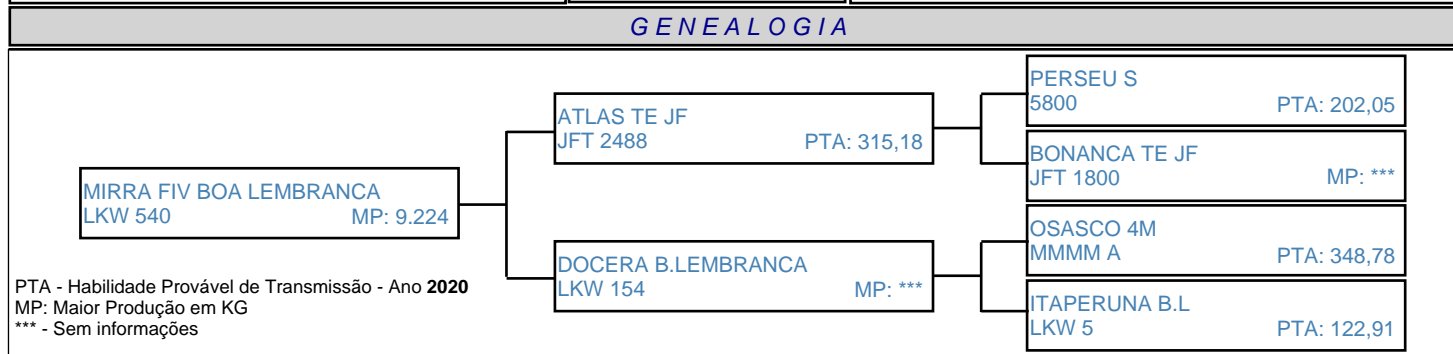 GENEALOGIA
MIRRA FIV BOA LEMBRANCA
LKW 540 MP: 9.224
ATLAS TE JF
JFT 2488 PTA: 315,18
DOCERA B.LEMBRANCA
LKW 154 MP: ***
PERSEU S
5800 PTA: 202,05
BONANCA TE JF
JFT 1800 MP: ***
OSASCO 4M
MMMM A PTA: 348,78
ITAPERUNA B.L
LKW 5 PTA: 122,91
PTA - Habilidade Provável de Transmissão - Ano 2020
MP: Maior Produção em KG
*** - Sem informações